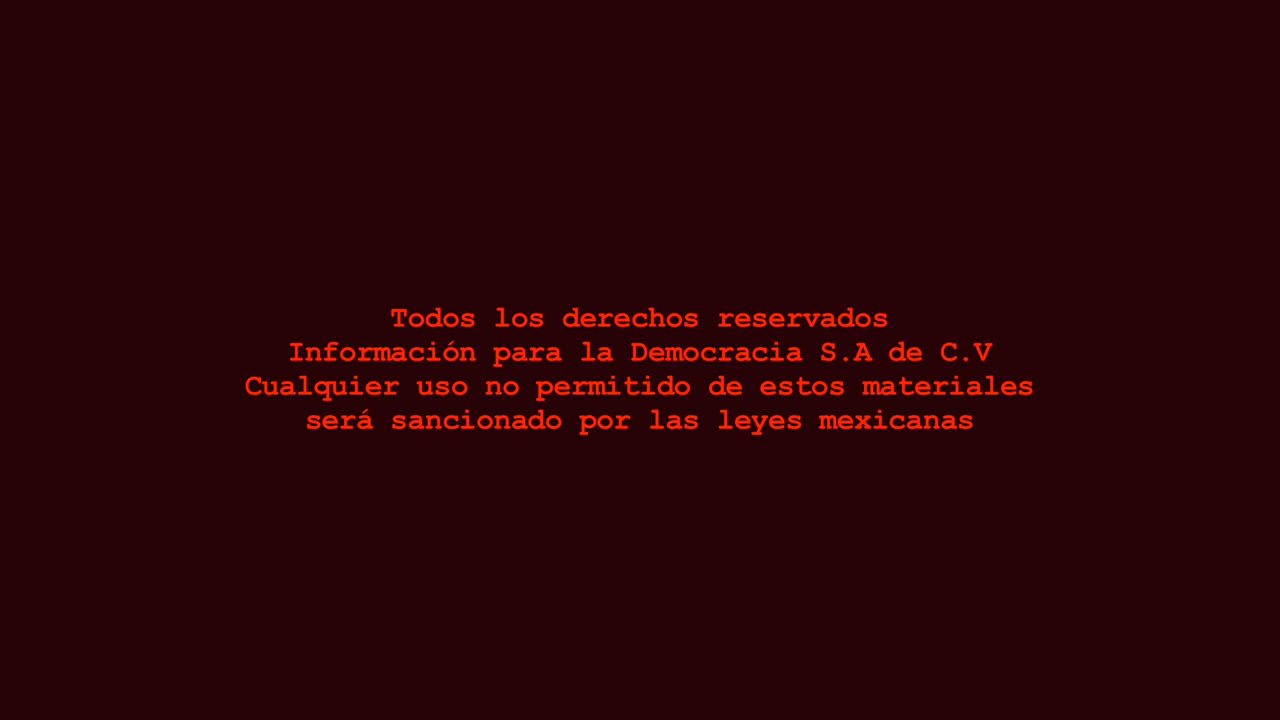 Todos los derechos reservados
Información para la Democracia S.A de C.V
Cualquier uso no permitido de estos materiales
será sancionado por las leyes mexicanas